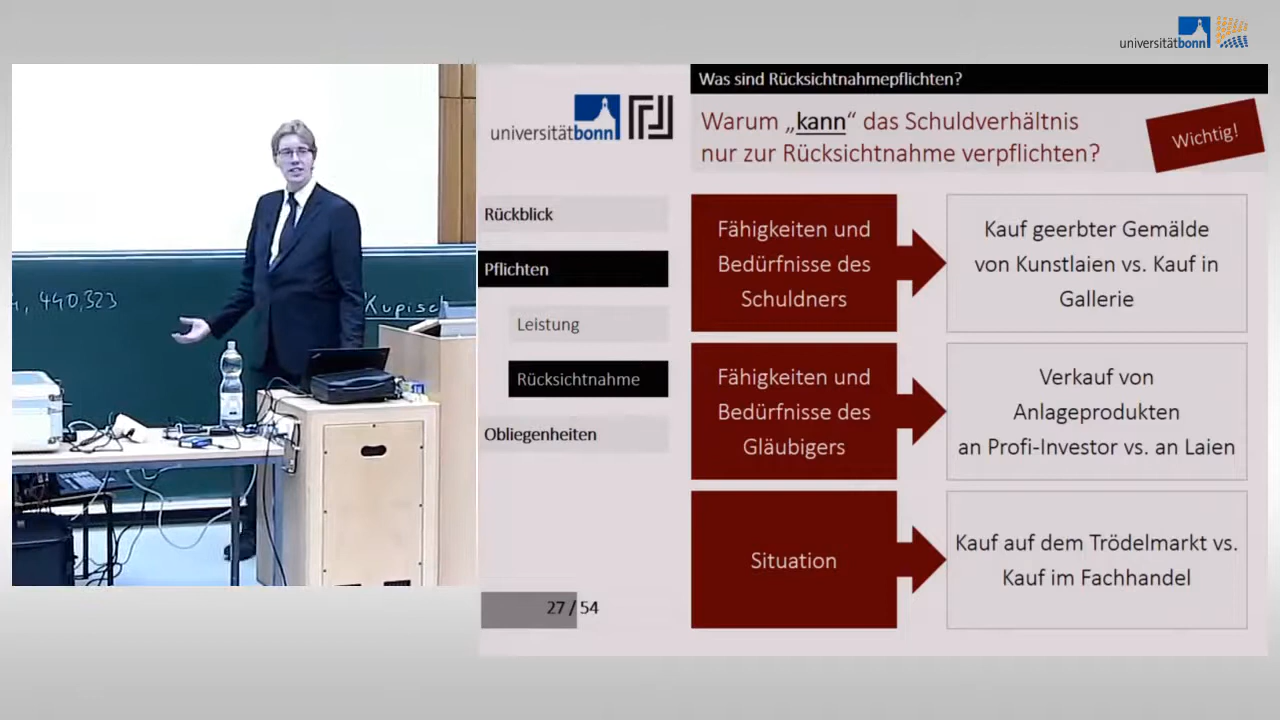 universitätbonn
Was sind Rücksichtnahmepflichten?
universitätbonn
Warum „kann“ das Schuldverhältnis
nur zur Rücksichtnahme verpflichten?
Wichtig!
Rückblick
Pflichten
Leistung
Rücksichtnahme
Obliegenheiten
27 / 54
Fähigkeiten und
Bedürfnisse des
Schuldners
Kauf geerbter Gemälde
von Kunstlaien vs. Kauf in
Gallerie
Fähigkeiten und
Bedürfnisse des
Gläubigers
Verkauf von
Anlageprodukten
an Profi-Investor vs. an Laien
Situation
Kauf auf dem Trödelmarkt vs.
Kauf im Fachhandel
, 440,323
Kupisch